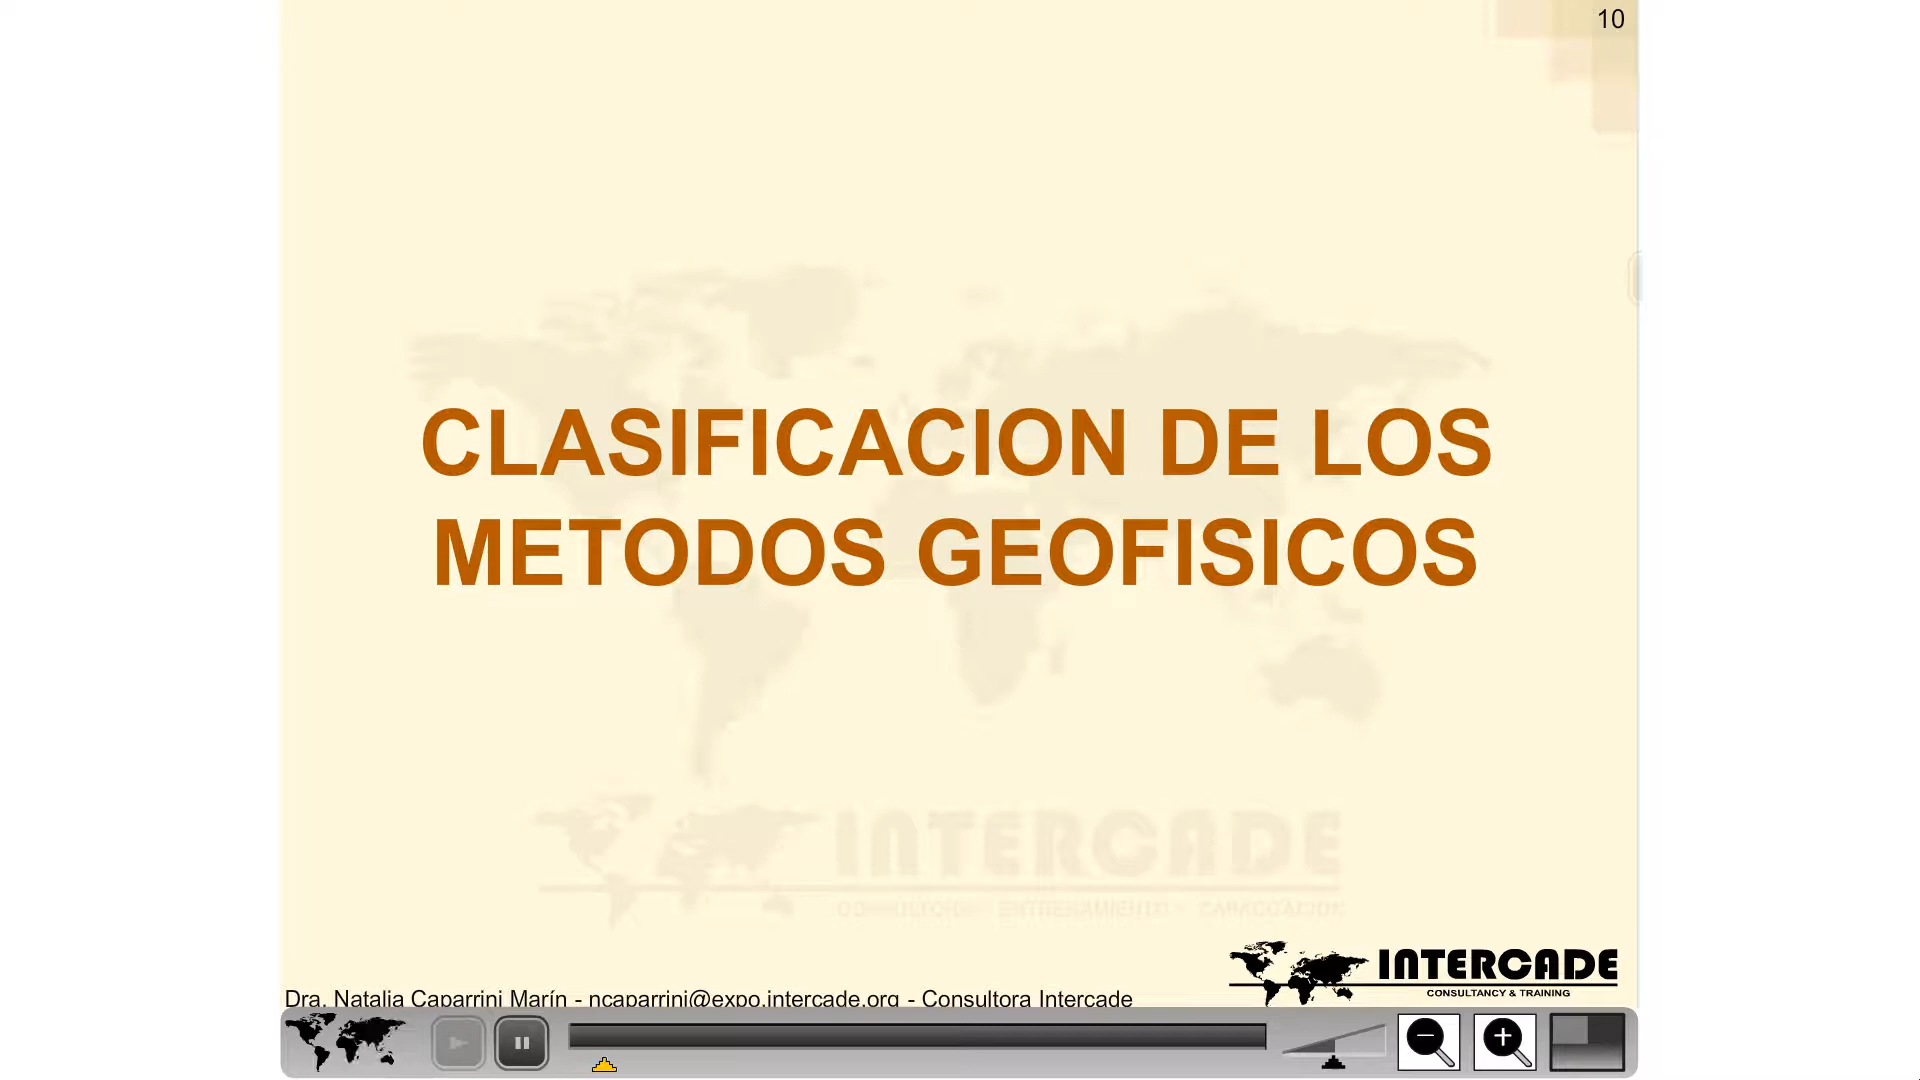 10
CLASIFICACION DE LOS
METODOS GEOFISICOS
INTERCADE
INTERCADE
CONSULTANCY & TRAINING
Dra. Natalia Caparrini Marín - ncaparrini@expo.intercade.org - Consultora Intercade